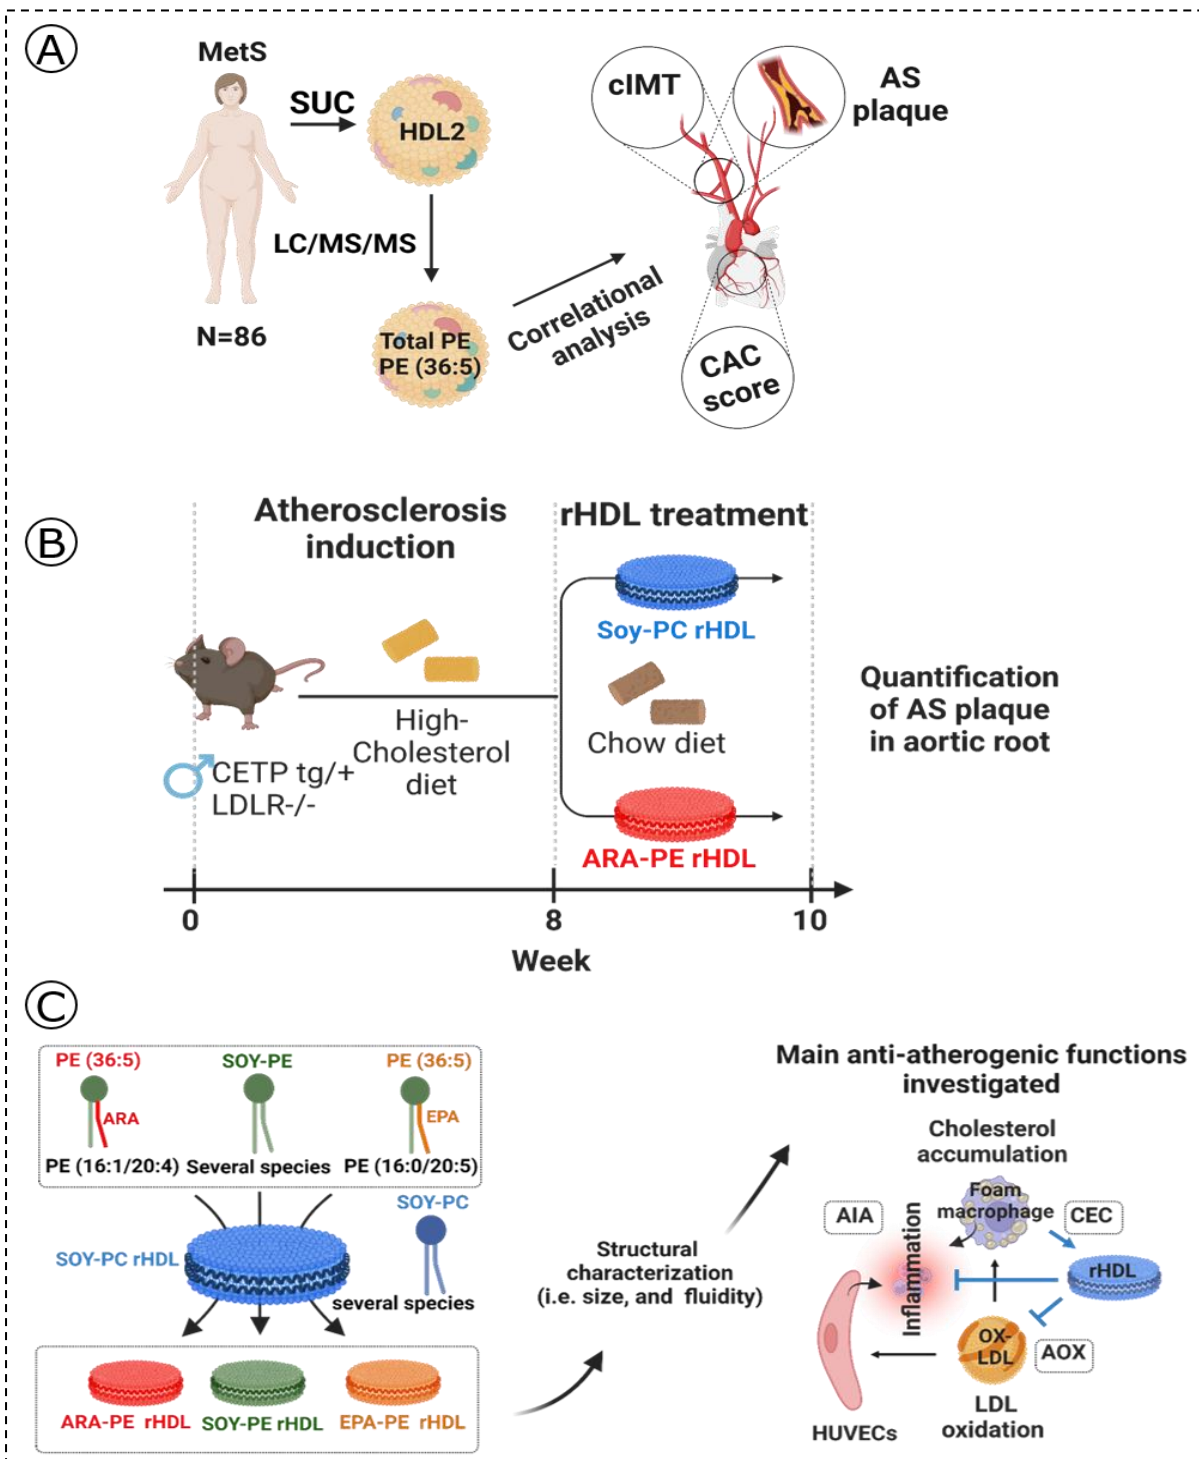 A
MetS
SUC
HDL2
LC/MS/MS
N=86
Total PE
PE (36:5)
Correlational
analysis
cIMT
AS
plaque
CAC
score
B
Atherosclerosis
induction
rHDL treatment
Soy-PC rHDL
High-
Cholesterol
diet
Chow diet
CETP tg/+
LDLR-/-
ARA-PE rHDL
Quantification
of AS plaque
in aortic root
0
8
10
Week
C
PE (36:5)
SOY-PE
PE (36:5)
ARA
EPA
PE (16:1/20:4)
Several species
PE (16:0/20:5)
SOY-PC
SOY-PC rHDL
several species
ARA-PE rHDL
SOY-PE rHDL
EPA-PE rHDL
Structural
characterization
(i.e. size, and fluidity)
Main anti-atherogenic functions
investigated
Cholesterol
accumulation
Foam
macrophage
AIA
CEC
Inflammation
rHDL
OX-
LDL
AOX
LDL
oxidation
HUVECs